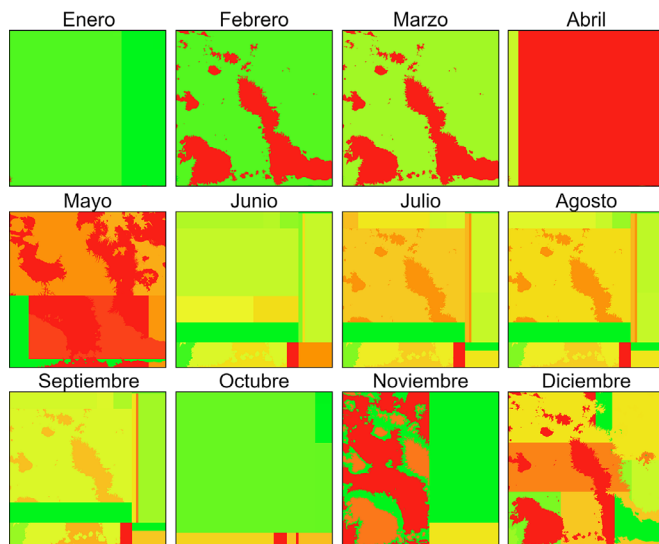 Enero Febrero Marzo Abril
Mayo Junio Julio Agosto
Septiembre Octubre Noviembre Diciembre